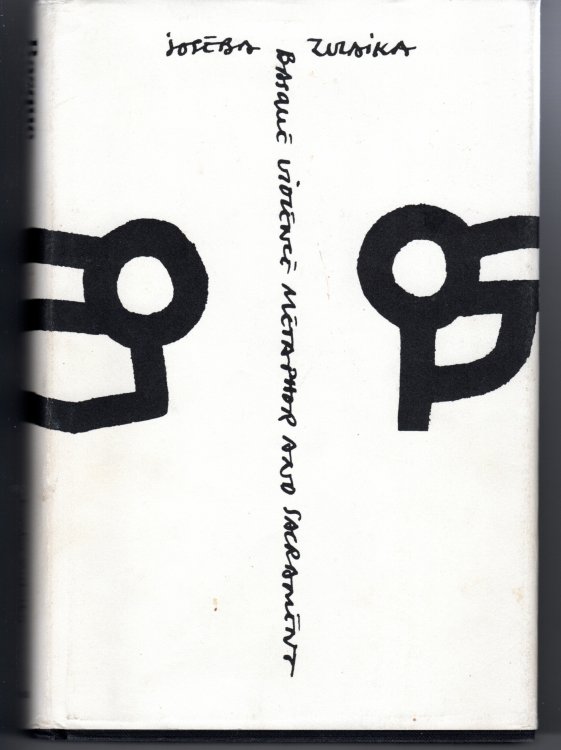 JOSEBA ZULAIKA
BASQUE VIOLENCE METAPHOR AND SACRAMENT